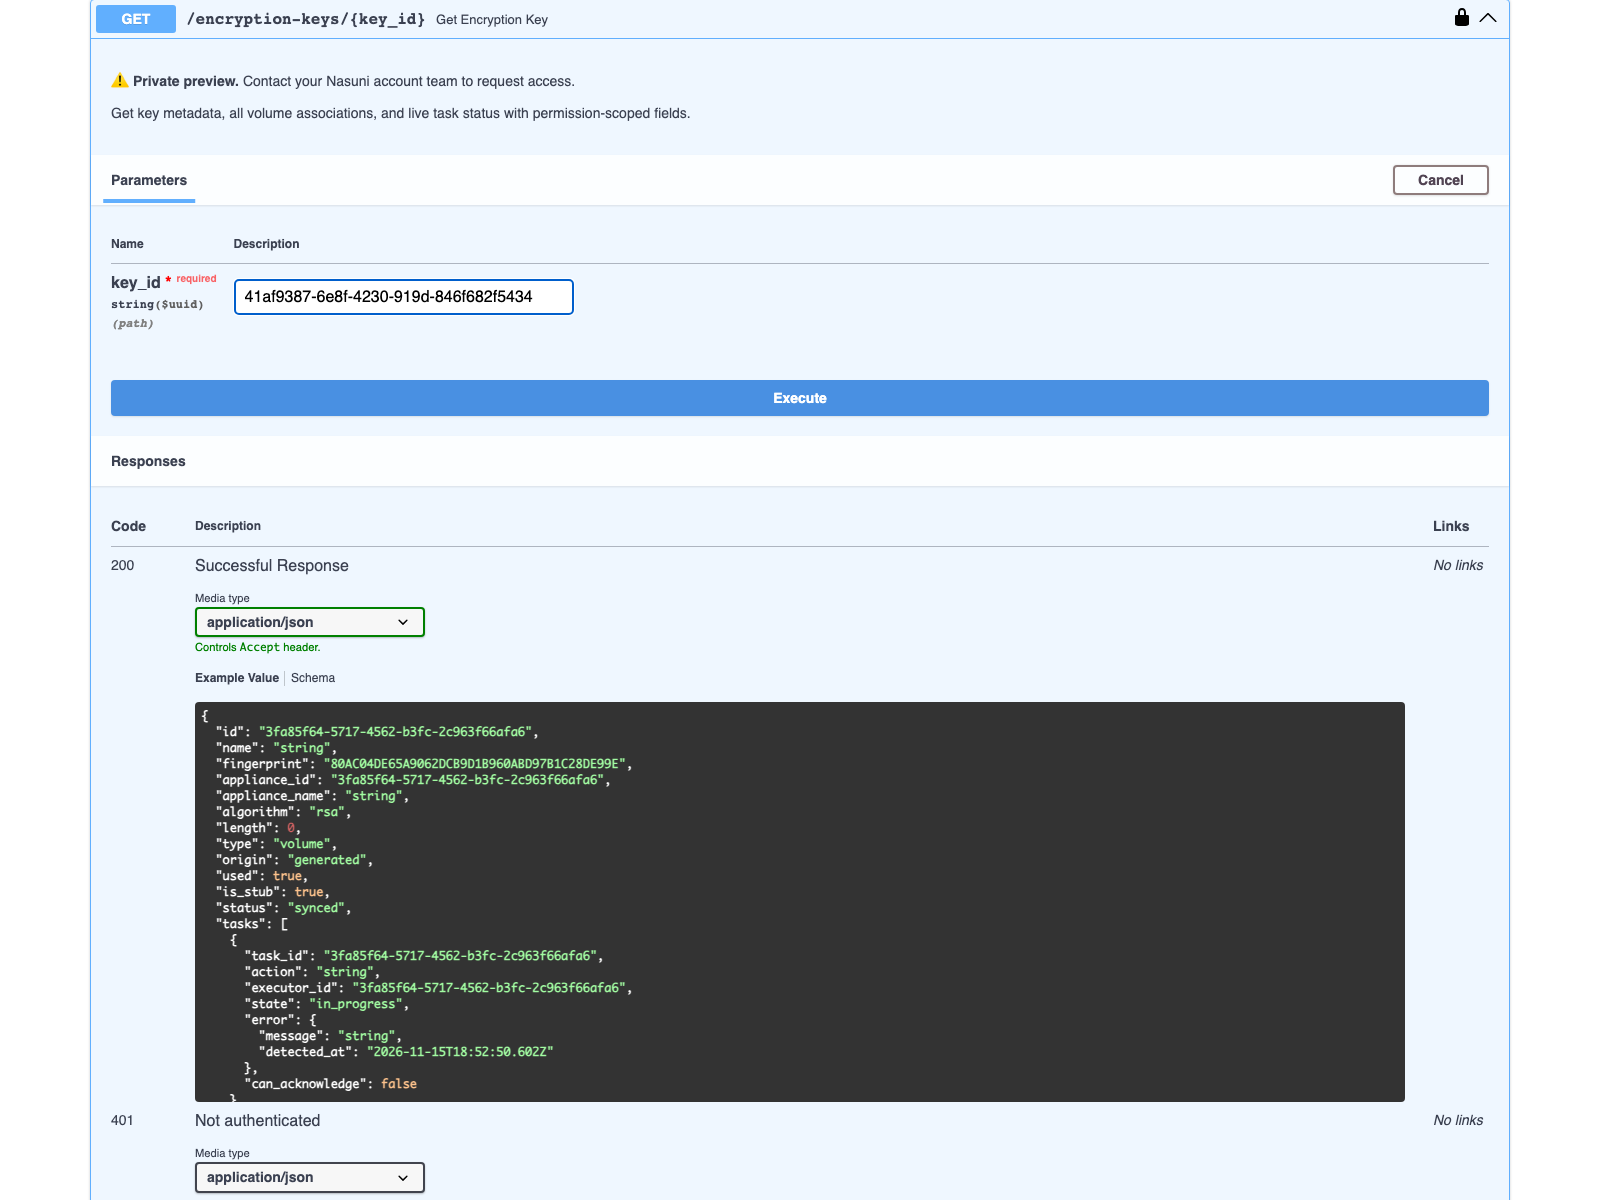 GET /encryption-keys/{key_id} Get Encryption Key
⚠ Private preview. Contact your Nasuni account team to request access.
Get key metadata, all volume associations, and live task status with permission-scoped fields.
Parameters Cancel
Name Description
key_id * required
string($uuid)
(path)
41af9387-6e8f-4230-919d-846f682f5434
Execute
Responses
Code Description Links
200 Successful Response No links
Media type
application/json
Controls Accept header.
Example Value Schema
{
  "id": "3fa85f64-5717-4562-b3fc-2c963f66afa6",
  "name": "string",
  "fingerprint": "80AC04DE65A9062DCB9D1B960ABD97B1C28DE99E",
  "appliance_id": "3fa85f64-5717-4562-b3fc-2c963f66afa6",
  "appliance_name": "string",
  "algorithm": "rsa",
  "length": 0,
  "type": "volume",
  "origin": "generated",
  "used": true,
  "is_stub": true,
  "status": "synced",
  "tasks": [
    {
      "task_id": "3fa85f64-5717-4562-b3fc-2c963f66afa6",
      "action": "string",
      "executor_id": "3fa85f64-5717-4562-b3fc-2c963f66afa6",
      "state": "in_progress",
      "error": {
        "message": "string",
        "detected_at": "2026-11-15T18:52:50.602Z"
      },
      "can_acknowledge": false
    }
401 Not authenticated No links
Media type
application/json